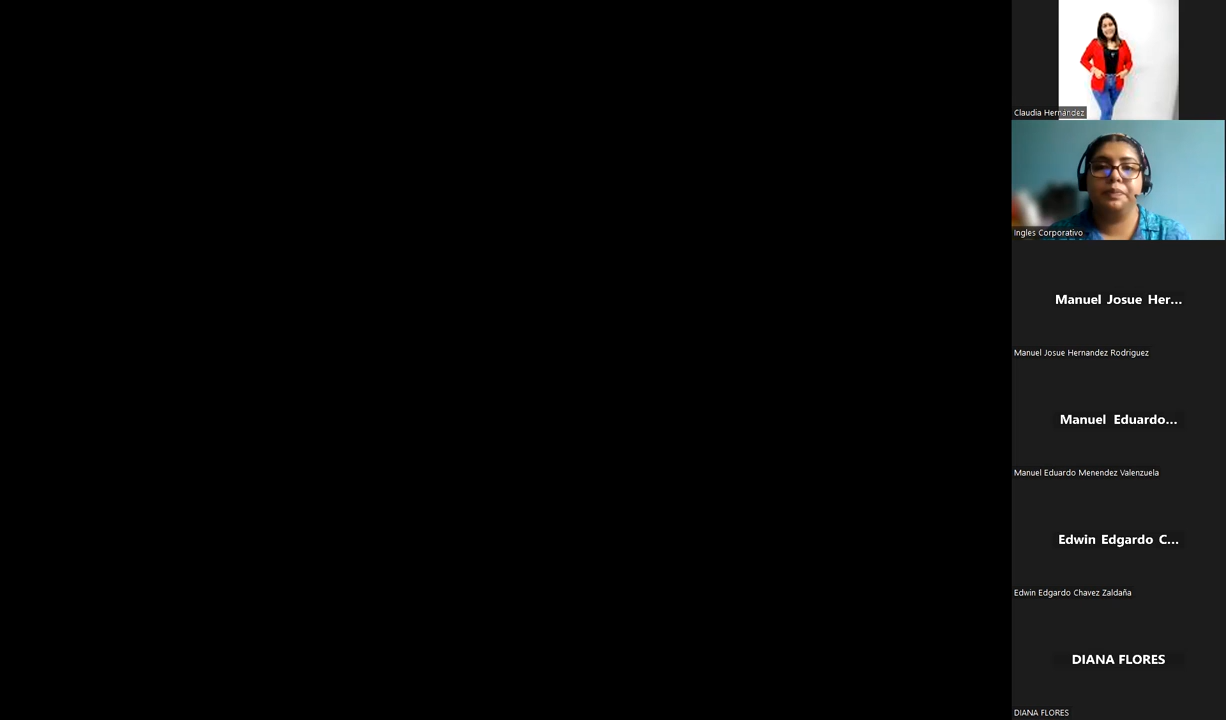 Claudia Hernández
Ingles Corporativo
Manuel Josue Her...
Manuel Josue Hernandez Rodriguez
Manuel Eduardo...
Manuel Eduardo Menendez Valenzuela
Edwin Edgardo C...
Edwin Edgardo Chavez Zaldaña
DIANA FLORES
DIANA FLORES